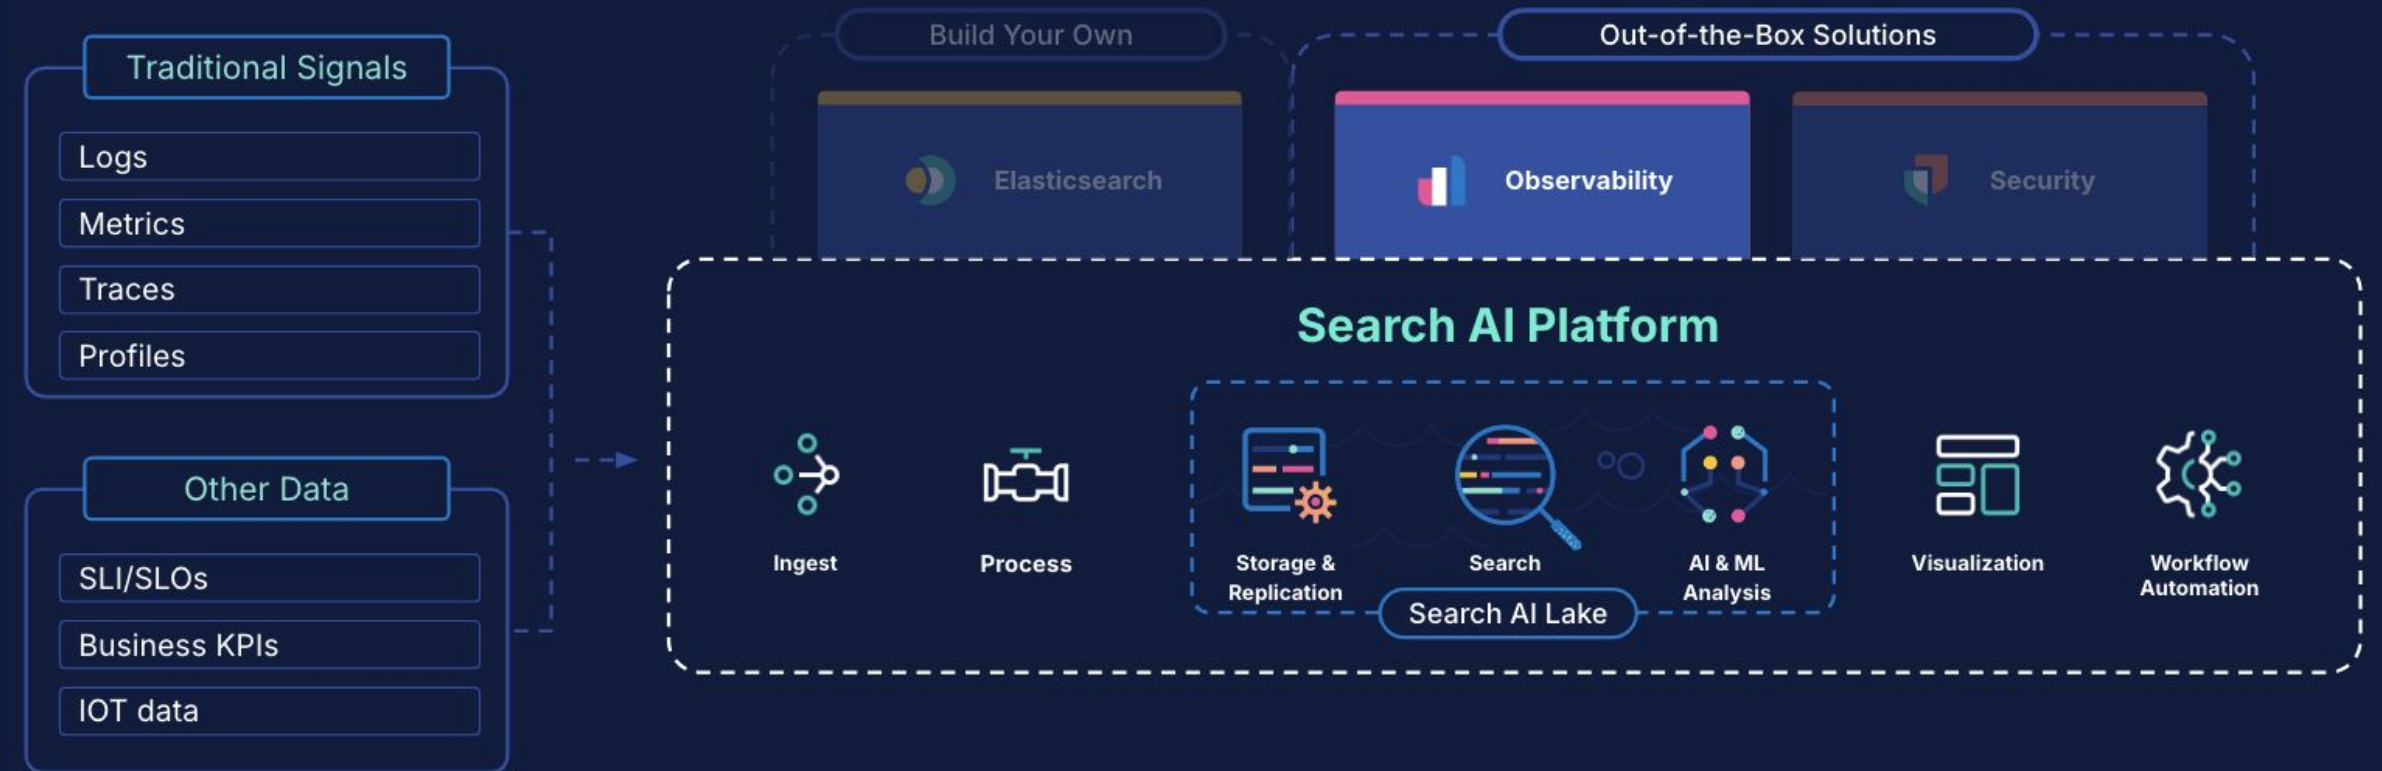 Traditional Signals
Logs
Metrics
Traces
Profiles
Other Data
SLI/SLOs
Business KPIs
IOT data
Build Your Own
Elasticsearch
Out-of-the-Box Solutions
Observability
Security
Search AI Platform
Ingest
Process
Storage &
Replication
Search
AI & ML
Analysis
Search AI Lake
Visualization
Workflow
Automation